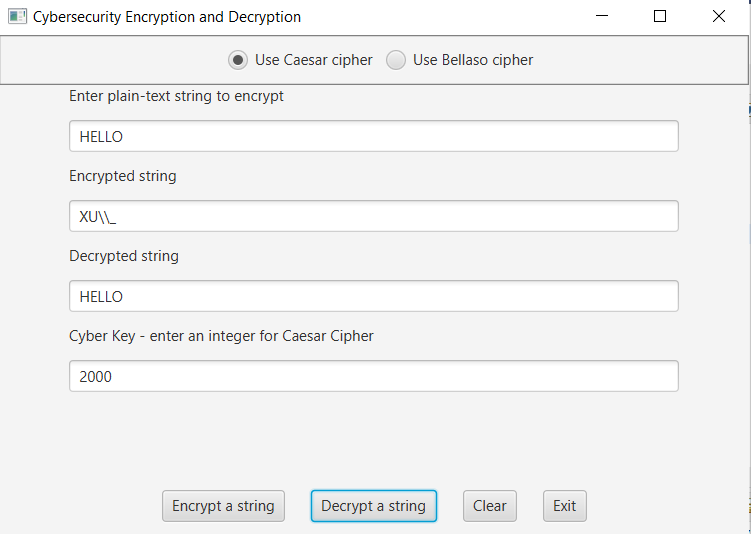 Cybersecurity Encryption and Decryption
Use Caesar cipher Use Bellaso cipher
Enter plain-text string to encrypt
HELLO
Encrypted string
XU\\_
Decrypted string
HELLO
Cyber Key - enter an integer for Caesar Cipher
2000
Encrypt a string Decrypt a string Clear Exit